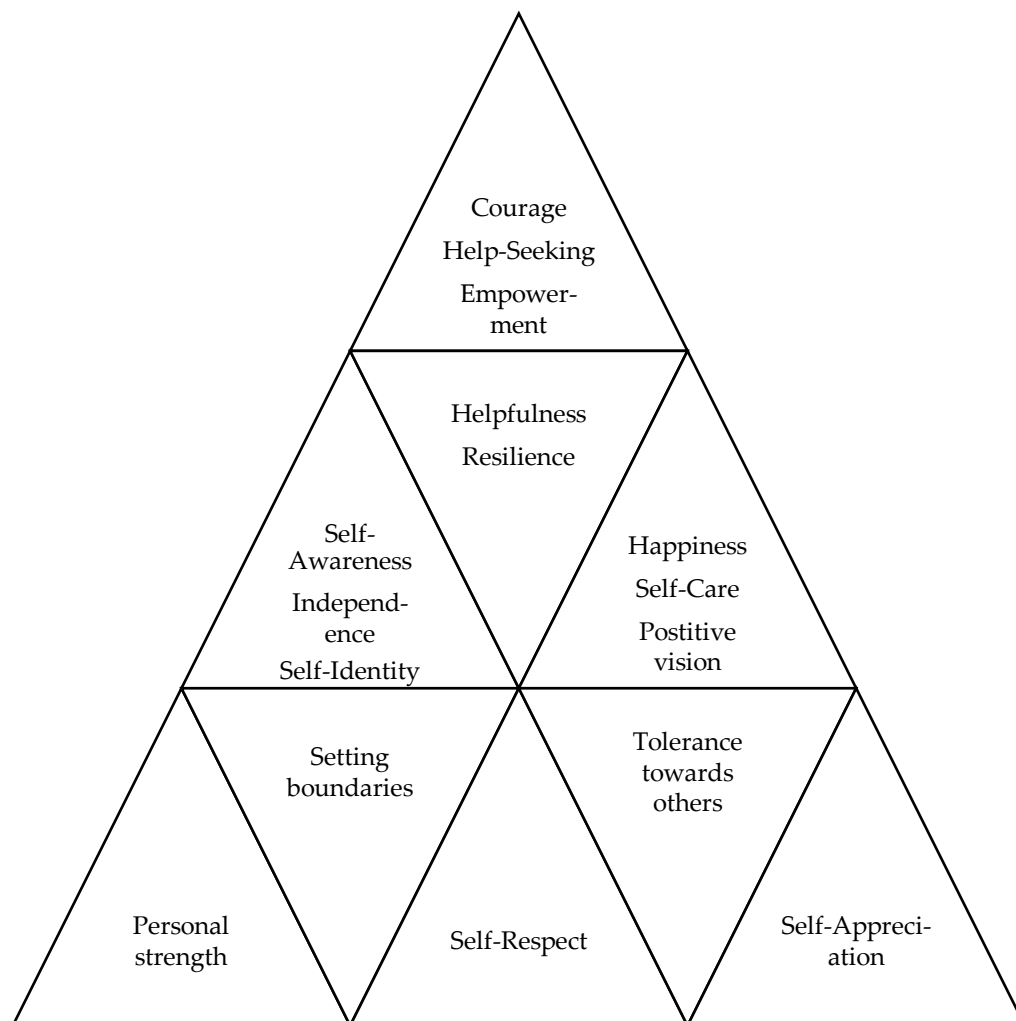 Courage
Help-Seeking
Empower-
ment
Helpfulness
Resilience
Self-
Awareness
Independ-
ence
Self-Identity
Happiness
Self-Care
Postitive
vision
Setting
boundaries
Tolerance
towards
others
Personal
strength
Self-Respect
Self-Appreci-
ation